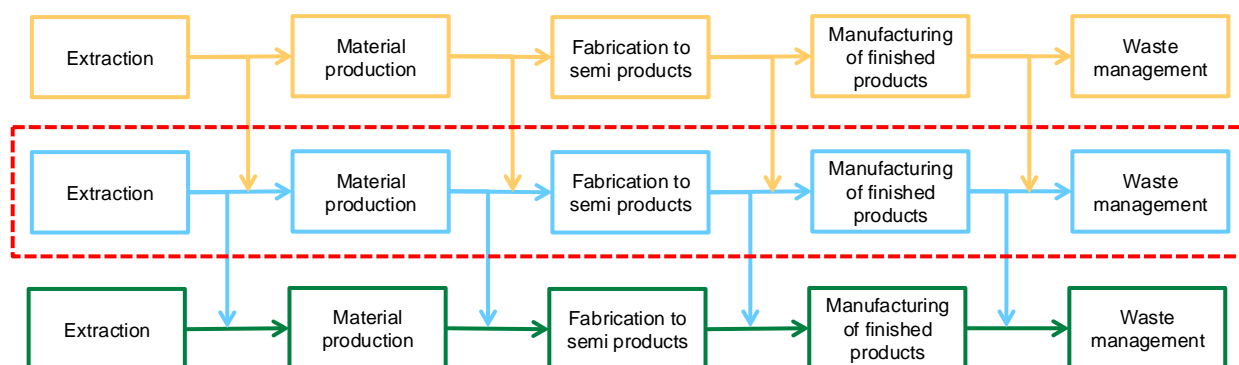 Extraction
Material
production
Fabrication to
semi products
Manufacturing
of finished
products
Waste
management
Extraction
Material
production
Fabrication to
semi products
Manufacturing
of finished
products
Waste
management
Extraction
Material
production
Fabrication to
semi products
Manufacturing
of finished
products
Waste
management